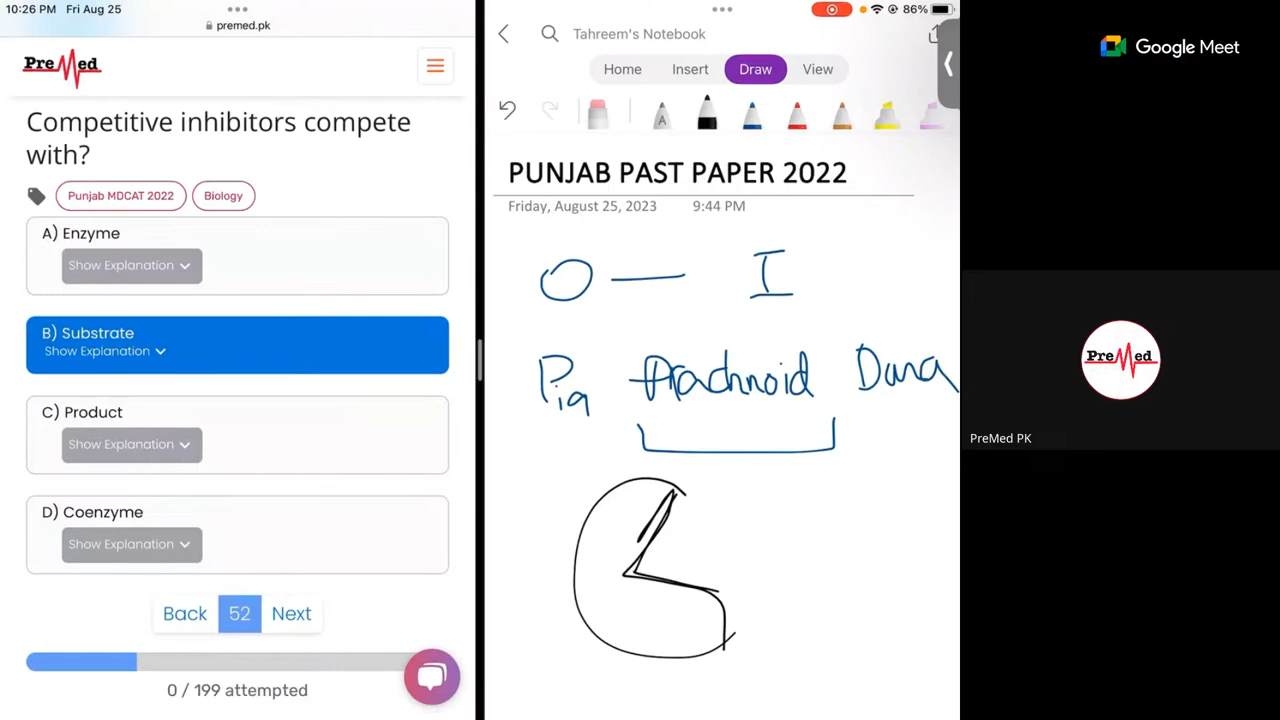 10:26 PM Fri Aug 25
premed.pk
PreMed
Competitive inhibitors compete
with?
Punjab MDCAT 2022 Biology
A) Enzyme
Show Explanation
B) Substrate
Show Explanation
C) Product
Show Explanation
D) Coenzyme
Show Explanation
Back 52 Next
0 / 199 attempted
86%
Tahreem's Notebook
Home Insert Draw View
A
PUNJAB PAST PAPER 2022
Friday, August 25, 2023 9:44 PM
O — I
Pia Arachnoid Dura
Google Meet
PreMed
PreMed PK